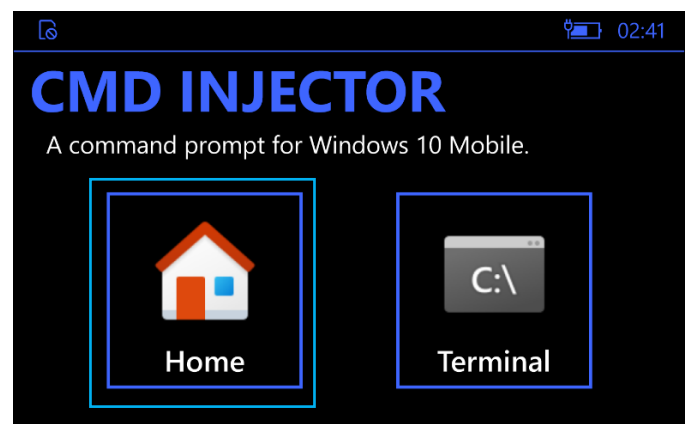 02:41
CMD INJECTOR
A command prompt for Windows 10 Mobile.
C:\
Home
Terminal